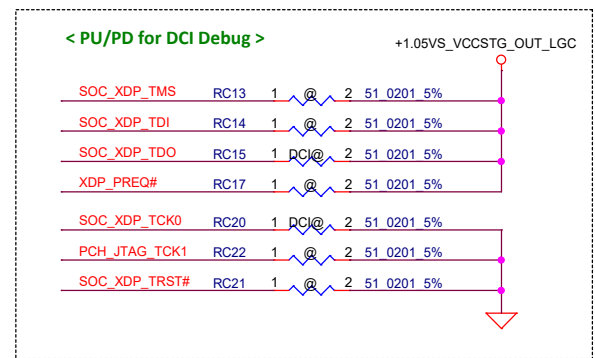 < PU/PD for DCI Debug >
+1.05VS_VCCSTG_OUT_LGC
SOC_XDP_TMS RC13 1 @ 2 51_0201_5%
SOC_XDP_TDI RC14 1 @ 2 51_0201_5%
SOC_XDP_TDO RC15 1 DCI@ 2 51_0201_5%
XDP_PREQ# RC17 1 @ 2 51_0201_5%
SOC_XDP_TCK0 RC20 1 DCI@ 2 51_0201_5%
PCH_JTAG_TCK1 RC22 1 @ 2 51_0201_5%
SOC_XDP_TRST# RC21 1 @ 2 51_0201_5%